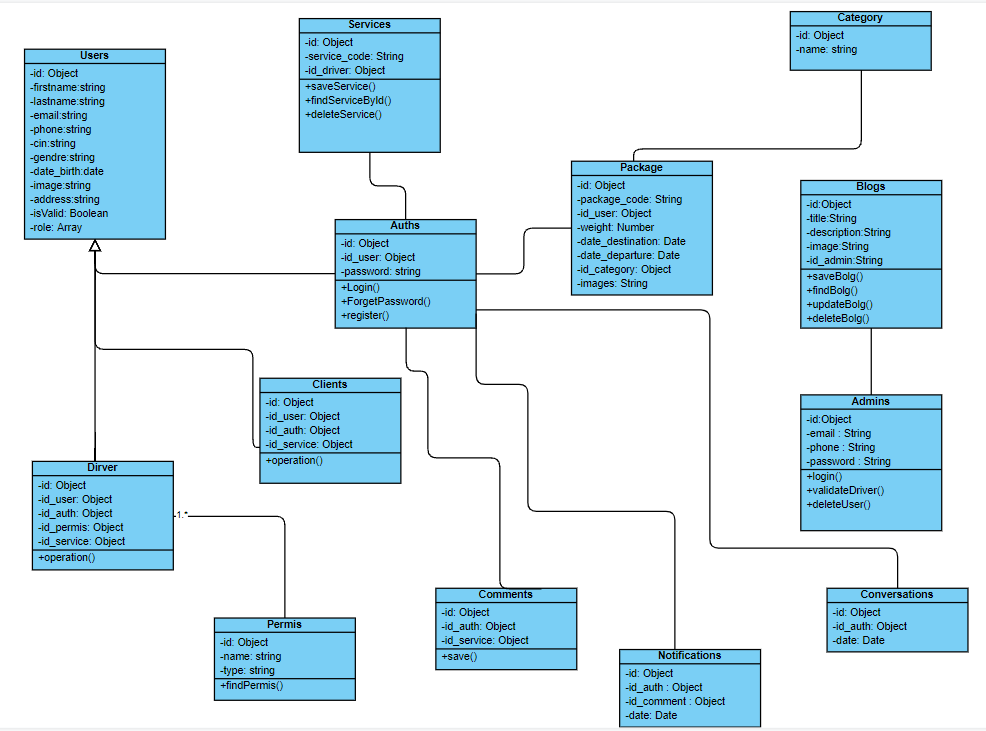 Services
-id: Object
-service_code: String
-id_driver: Object
+saveService()
+findServiceById()
+deleteService()
Category
-id: Object
-name: string
Users
-id: Object
-firstname:string
-lastname:string
-email:string
-phone:string
-cin:string
-gendre:string
-date_birth:date
-image:string
-address:string
-isValid: Boolean
-role: Array
Package
-id: Object
-package_code: String
-id_user: Object
-weight: Number
-date_destination: Date
-date_departure: Date
-id_category: Object
-images: String
Blogs
-id:Object
-title:String
-description:String
-image:String
-id_admin:String
+saveBolg()
+findBolg()
+updateBolg()
+deleteBolg()
Auths
-id: Object
-id_user: Object
-password: string
+Login()
+ForgetPassword()
+register()
Clients
-id: Object
-id_user: Object
-id_auth: Object
-id_service: Object
+operation()
Admins
-id:Object
-email : String
-phone : String
-password : String
+login()
+validateDriver()
+deleteUser()
Dirver
-id: Object
-id_user: Object
-id_auth: Object
-id_permis: Object
-id_service: Object
+operation()
1.*
Permis
-id: Object
-name: string
-type: string
+findPermis()
Comments
-id: Object
-id_auth: Object
-id_service: Object
+save()
Notifications
-id: Object
-id_auth : Object
-id_comment : Object
-date: Date
Conversations
-id: Object
-id_auth: Object
-date: Date